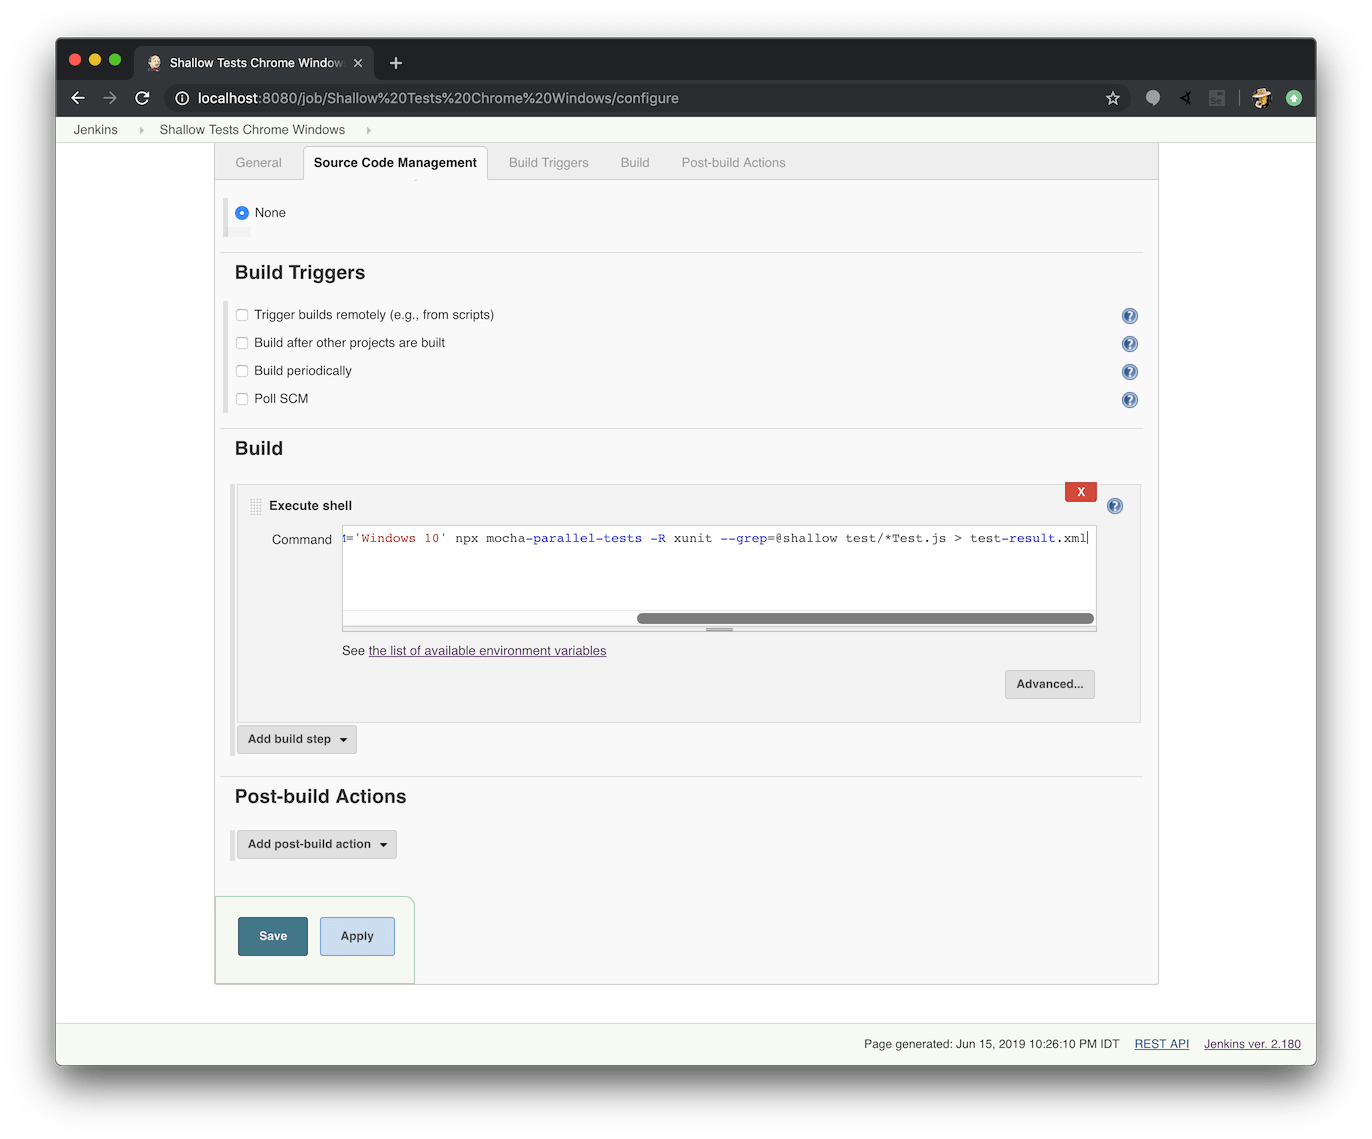 Shallow Tests Chrome Window
localhost:8080/job/Shallow%20Tests%20Chrome%20Windows/configure
Jenkins Shallow Tests Chrome Windows
General Source Code Management Build Triggers Build Post-build Actions
None
Build Triggers
Trigger builds remotely (e.g., from scripts)
Build after other projects are built
Build periodically
Poll SCM
Build
X
Execute shell
Command ='Windows 10' npx mocha-parallel-tests -R xunit --grep=@shallow test/*Test.js > test-result.xml
See the list of available environment variables
Advanced...
Add build step
Post-build Actions
Add post-build action
Save Apply
Page generated: Jun 15, 2019 10:26:10 PM IDT REST API Jenkins ver. 2.180